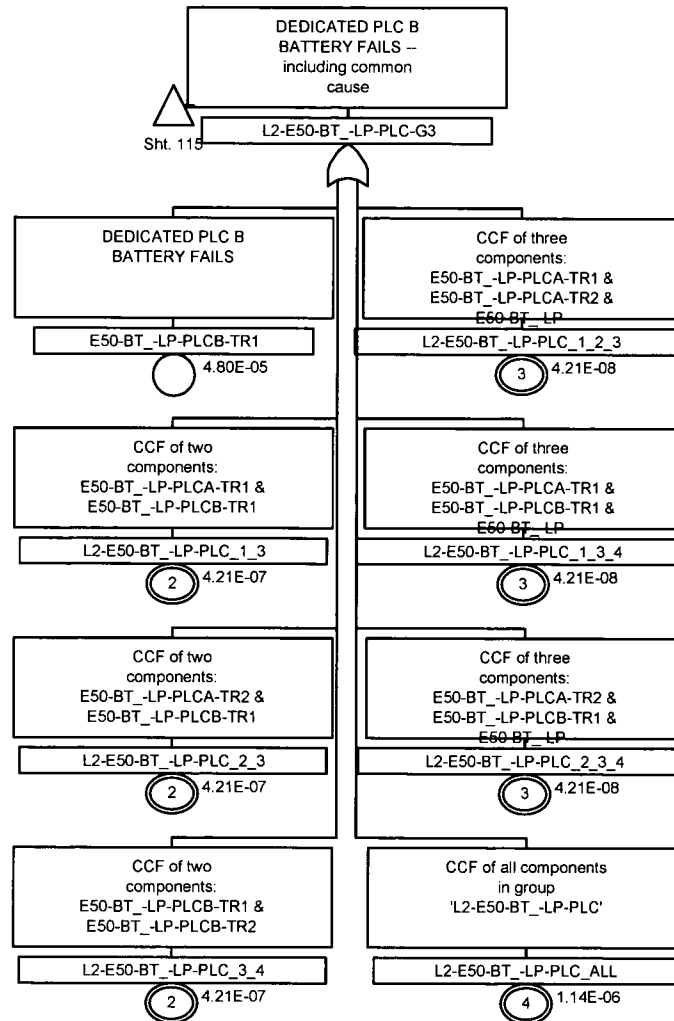 DEDICATED PLC B
BATTERY FAILS --
including common
cause
Sht. 115
L2-E50-BT_-LP-PLC-G3
DEDICATED PLC B
BATTERY FAILS
E50-BT_-LP-PLCB-TR1
4.80E-05
CCF of three
components:
E50-BT_-LP-PLCA-TR1 &
E50-BT_-LP-PLCA-TR2 &
E50-BT_-LP
L2-E50-BT_-LP-PLC_1_2_3
3
4.21E-08
CCF of two
components:
E50-BT_-LP-PLCA-TR1 &
E50-BT_-LP-PLCB-TR1
L2-E50-BT_-LP-PLC_1_3
2
4.21E-07
CCF of three
components:
E50-BT_-LP-PLCA-TR1 &
E50-BT_-LP-PLCB-TR1 &
E50-BT_-LP
L2-E50-BT_-LP-PLC_1_3_4
3
4.21E-08
CCF of two
components:
E50-BT_-LP-PLCA-TR2 &
E50-BT_-LP-PLCB-TR1
L2-E50-BT_-LP-PLC_2_3
2
4.21E-07
CCF of three
components:
E50-BT_-LP-PLCA-TR2 &
E50-BT_-LP-PLCB-TR1 &
E50-BT_-LP
L2-E50-BT_-LP-PLC_2_3_4
3
4.21E-08
CCF of two
components:
E50-BT_-LP-PLCB-TR1 &
E50-BT_-LP-PLCB-TR2
L2-E50-BT_-LP-PLC_3_4
2
4.21E-07
CCF of all components
in group
'L2-E50-BT_-LP-PLC'
L2-E50-BT_-LP-PLC_ALL
4
1.14E-06